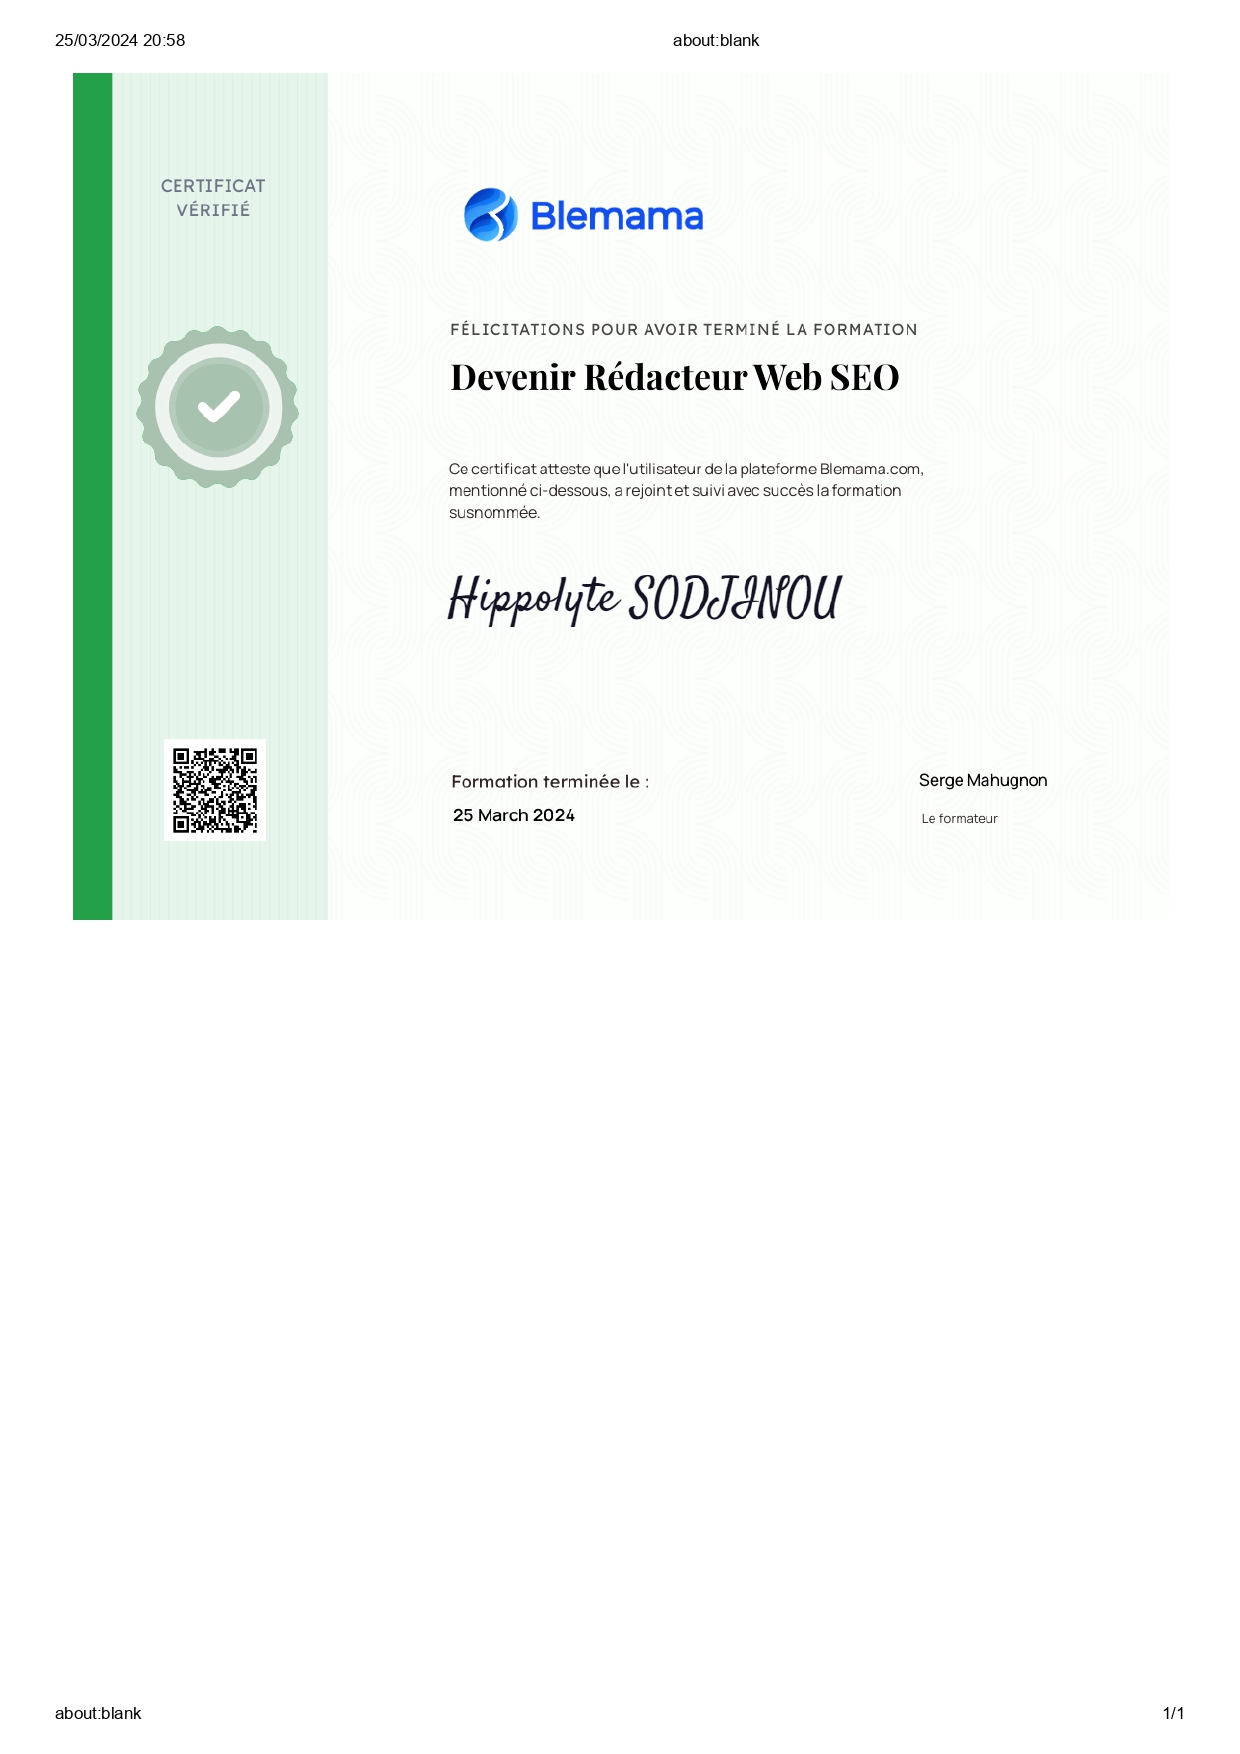 25/03/2024 20:58
about:blank
CERTIFICAT
VÉRIFIÉ
Blemama
FÉLICITATIONS POUR AVOIR TERMINÉ LA FORMATION
Devenir Rédacteur Web SEO
Ce certificat atteste que l'utilisateur de la plateforme Blemama.com,
mentionné ci-dessous, a rejoint et suivi avec succès la formation
susnommée.
Hippolyte SODJINOU
Formation terminée le :
25 March 2024
Serge Mahugnon
Le formateur
about:blank
1/1